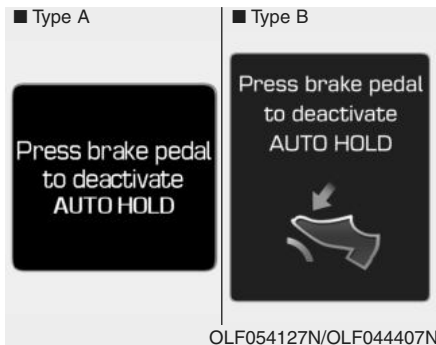 ■ Type A
Press brake pedal
to deactivate
AUTO HOLD
■ Type B
Press brake pedal
to deactivate
AUTO HOLD
OLF054127N/OLF044407N